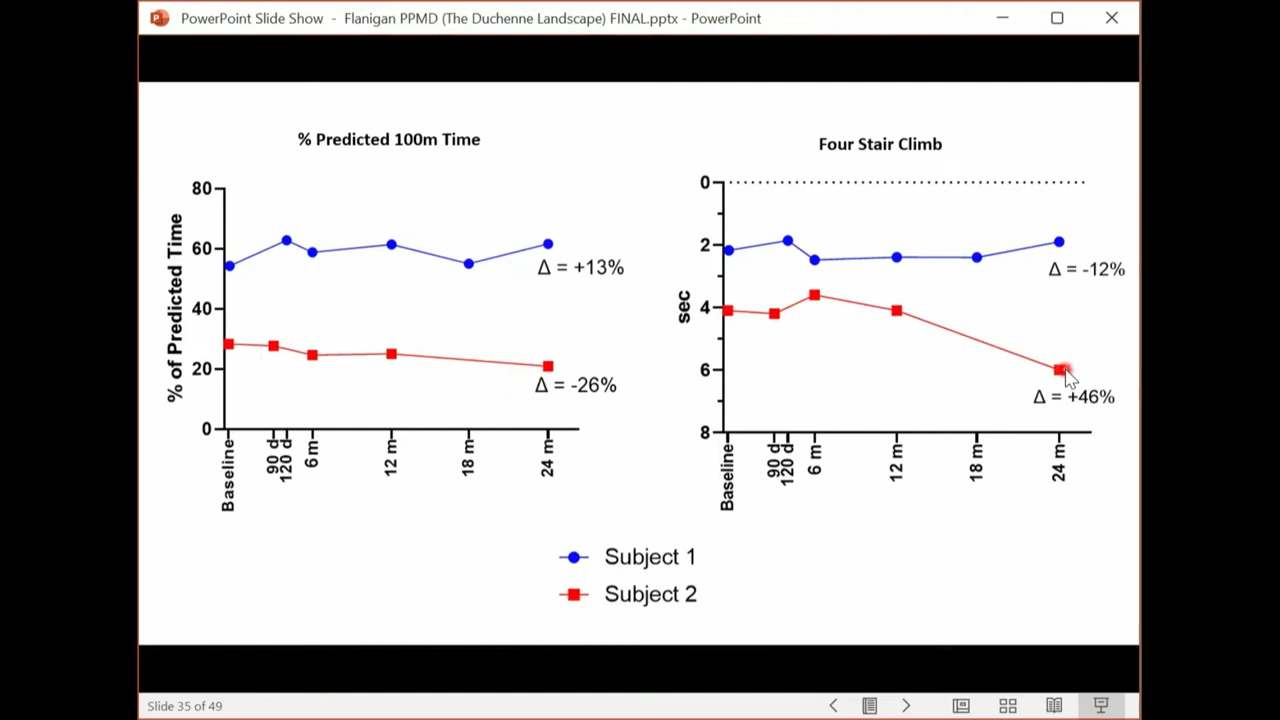 PowerPoint Slide Show - Flanigan PPMD (The Duchenne Landscape) FINAL.pptx - PowerPoint
% Predicted 100m Time
% of Predicted Time
80
60
40
20
0
Δ = +13%
Δ = -26%
Baseline
90 d
120 d
6 m
12 m
18 m
24 m
Four Stair Climb
sec
0
2
4
6
8
Δ = -12%
Δ = +46%
Baseline
90 d
120 d
6 m
12 m
18 m
24 m
Subject 1
Subject 2
Slide 35 of 49